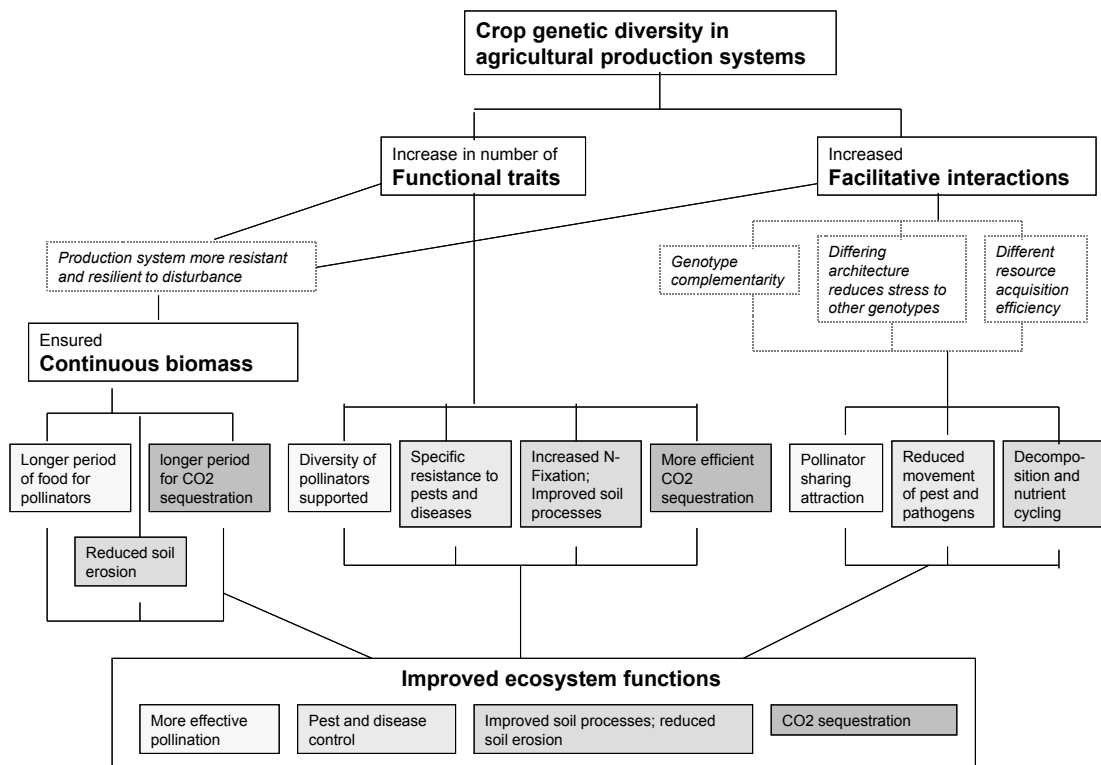 Crop genetic diversity in
agricultural production systems
Increase in number of
Functional traits
Increased
Facilitative interactions
Production system more resistant
and resilient to disturbance
Genotype
complementarity
Differing
architecture
reduces stress to
other genotypes
Different
resource
acquisition
efficiency
Ensured
Continuous biomass
Longer period
of food for
pollinators
longer period
for CO2
sequestration
Reduced soil
erosion
Diversity of
pollinators
supported
Specific
resistance to
pests and
diseases
Increased N-
Fixation;
Improved soil
processes
More efficient
CO2
sequestration
Pollinator
sharing
attraction
Reduced
movement
of pest and
pathogens
Decompo-
sition and
nutrient
cycling
Improved ecosystem functions
More effective
pollination
Pest and disease
control
Improved soil processes; reduced
soil erosion
CO2 sequestration